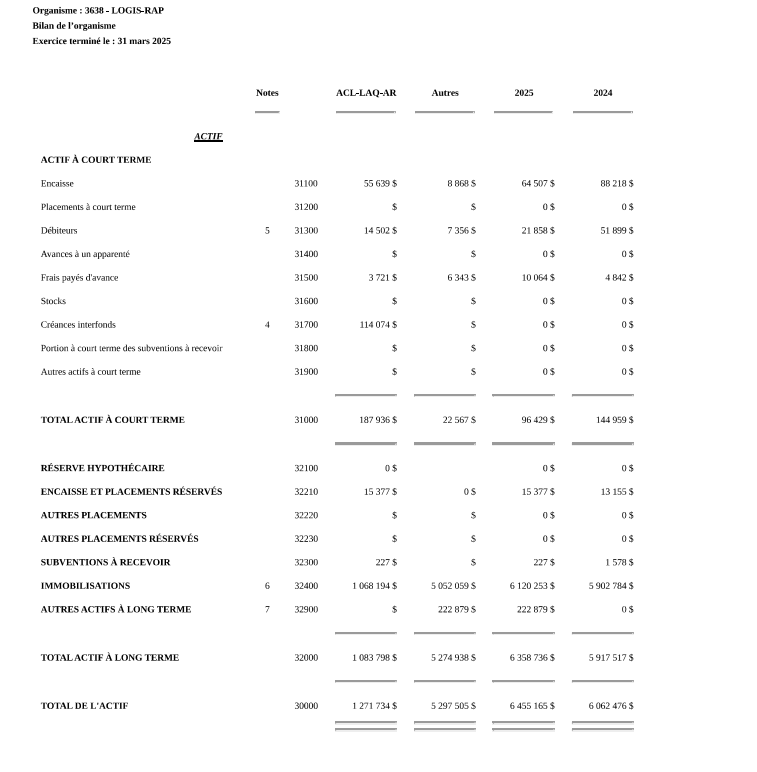 Organisme : 3638 - LOGIS-RAP
Bilan de l’organisme
Exercice terminé le : 31 mars 2025
Notes ACL-LAQ-AR Autres 2025 2024
ACTIF
ACTIF À COURT TERME
Encaisse 31100 55 639 $ 8 868 $ 64 507 $ 88 218 $
Placements à court terme 31200 $ $ 0 $ 0 $
Débiteurs 5 31300 14 502 $ 7 356 $ 21 858 $ 51 899 $
Avances à un apparenté 31400 $ $ 0 $ 0 $
Frais payés d'avance 31500 3 721 $ 6 343 $ 10 064 $ 4 842 $
Stocks 31600 $ $ 0 $ 0 $
Créances interfonds 4 31700 114 074 $ $ 0 $ 0 $
Portion à court terme des subventions à recevoir 31800 $ $ 0 $ 0 $
Autres actifs à court terme 31900 $ $ 0 $ 0 $
TOTAL ACTIF À COURT TERME 31000 187 936 $ 22 567 $ 96 429 $ 144 959 $
RÉSERVE HYPOTHÉCAIRE 32100 0 $ 0 $ 0 $
ENCAISSE ET PLACEMENTS RÉSERVÉS 32210 15 377 $ 0 $ 15 377 $ 13 155 $
AUTRES PLACEMENTS 32220 $ $ 0 $ 0 $
AUTRES PLACEMENTS RÉSERVÉS 32230 $ $ 0 $ 0 $
SUBVENTIONS À RECEVOIR 32300 227 $ $ 227 $ 1 578 $
IMMOBILISATIONS 6 32400 1 068 194 $ 5 052 059 $ 6 120 253 $ 5 902 784 $
AUTRES ACTIFS À LONG TERME 7 32900 $ 222 879 $ 222 879 $ 0 $
TOTAL ACTIF À LONG TERME 32000 1 083 798 $ 5 274 938 $ 6 358 736 $ 5 917 517 $
TOTAL DE L'ACTIF 30000 1 271 734 $ 5 297 505 $ 6 455 165 $ 6 062 476 $